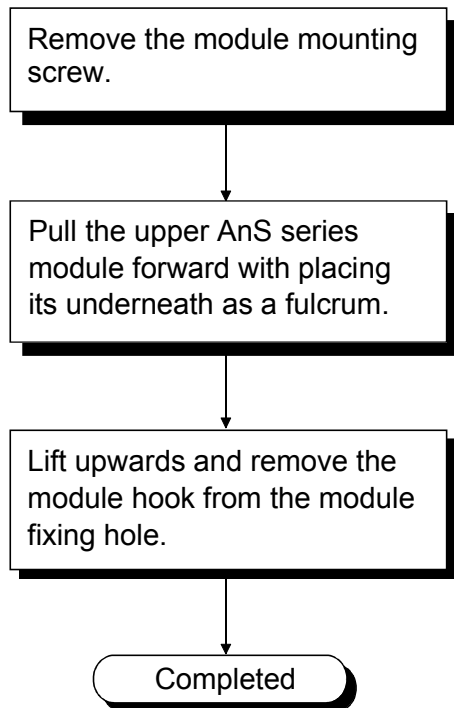 Remove the module mounting
screw.
Pull the upper AnS series
module forward with placing
its underneath as a fulcrum.
Lift upwards and remove the
module hook from the module
fixing hole.
Completed